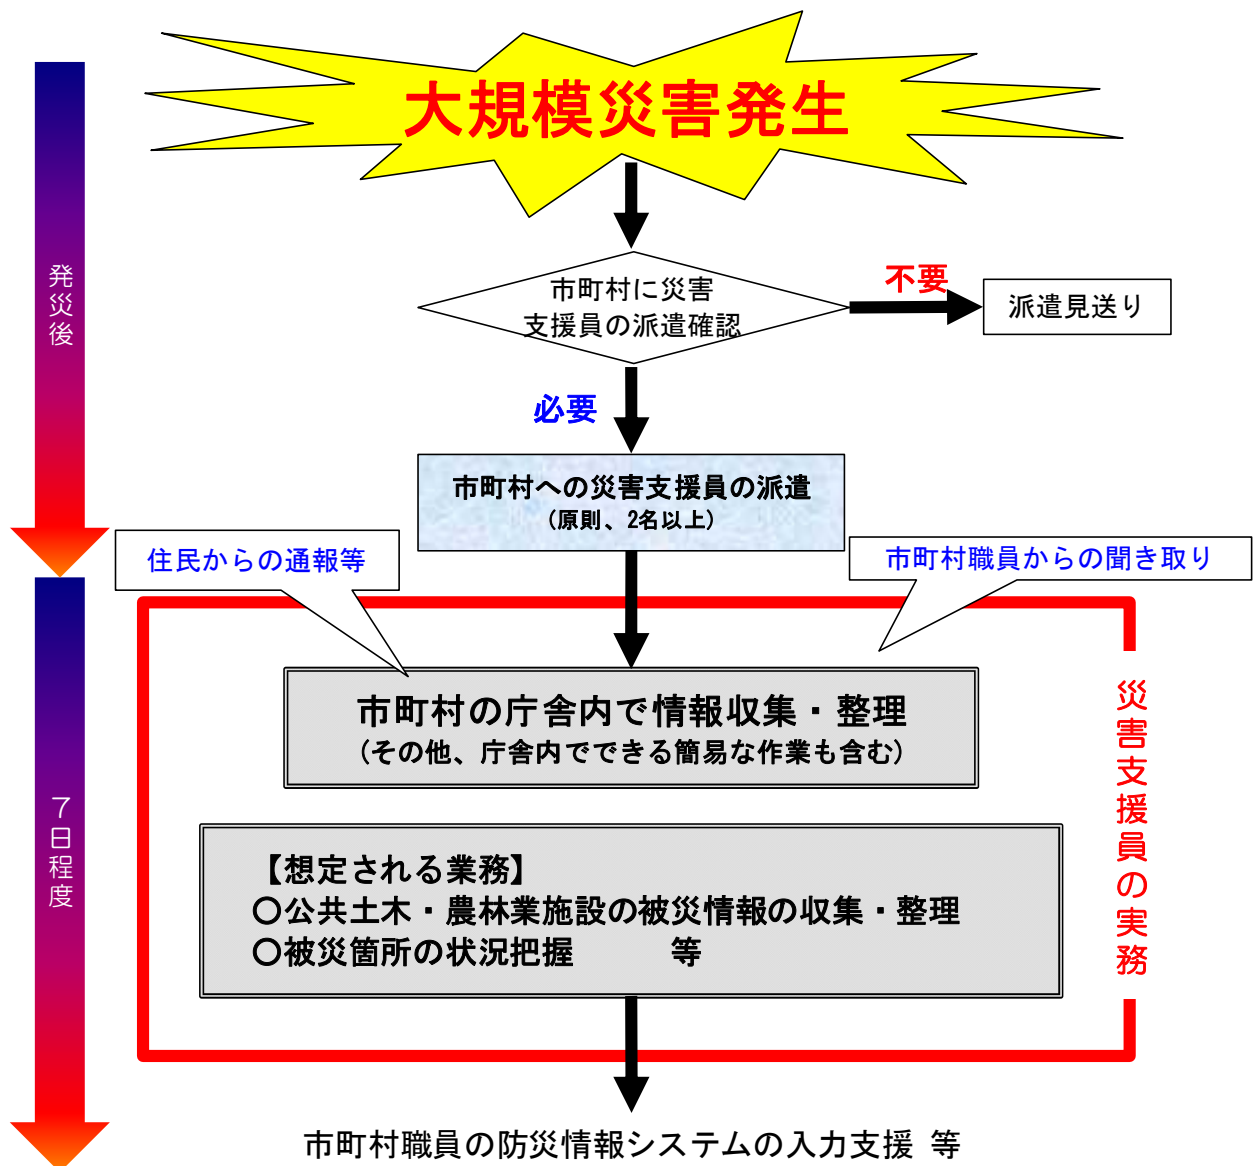 大規模災害発生
発災後
市町村に災害
支援員の派遣確認
不要
派遣見送り
必要
市町村への災害支援員の派遣
(原則、2名以上)
住民からの通報等
市町村職員からの聞き取り
市町村の庁舎内で情報収集・整理
(その他、庁舎内でできる簡易な作業も含む)
7日程度
災害支援員の実務
【想定される業務】
○公共土木・農林業施設の被災情報の収集・整理
○被災箇所の状況把握　　　等
市町村職員の防災情報システムの入力支援 等